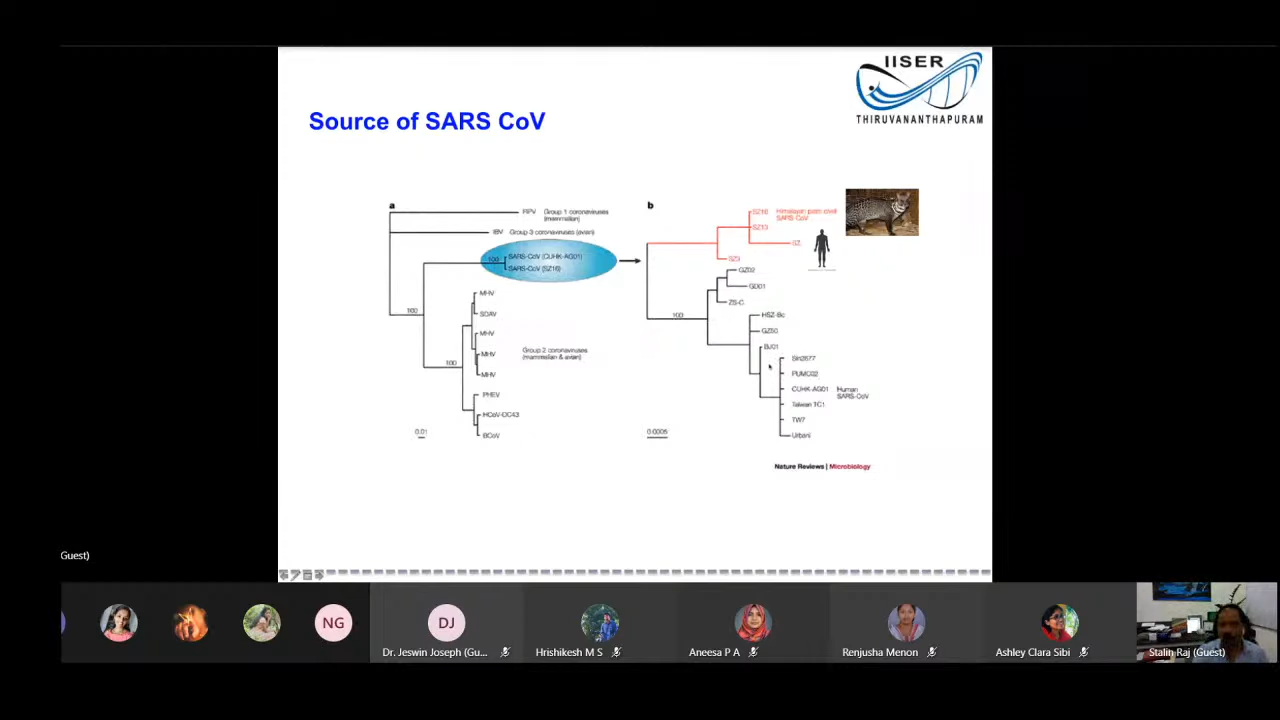 IISER
THIRUVANANTHAPURAM
Source of SARS CoV
a
FIPV Group 1 coronaviruses
(mammalian)
IBV Group 3 coronaviruses (avian)
100
SARS-CoV (CUHK-AG01)
SARS-CoV (SZ16)
MHV
100
SDAV
MHV
MHV
Group 2 coronaviruses
(mammalian & avian)
100
MHV
PHEV
HCoV-OC43
BCoV
0.01
b
SZ16
Himalayan palm civet
SARS-CoV
SZ13
SZ
SZ3
GZ02
GD01
ZS-C
100
HSZ-Bc
GZ50
BJ01
Sin2677
PUMC02
CUHK-AG01
Human
SARS-CoV
Taiwan TC1
TW7
Urbani
0.0005
Nature Reviews | Microbiology
Guest)
NG
DJ
Dr. Jeswin Joseph (Gu...
Hrishikesh M S
Aneesa P A
Renjusha Menon
Ashley Clara Sibi
Stalin Raj (Guest)